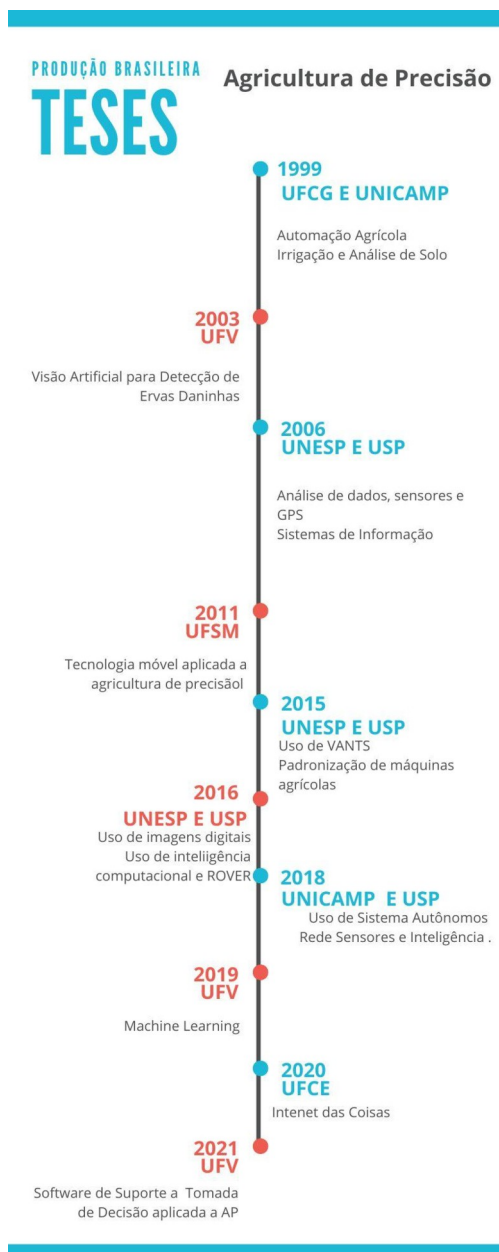 PRODUÇÃO BRASILEIRA
TESES
Agricultura de Precisão
1999
UFCG E UNICAMP
Automação Agrícola
Irrigação e Análise de Solo
2003
UFV
Visão Artificial para Detecção de
Ervas Daninhas
2006
UNESP E USP
Análise de dados, sensores e
GPS
Sistemas de Informação
2011
UFSM
Tecnologia móvel aplicada a
agricultura de precisãol
2015
UNESP E USP
Uso de VANTS
Padronização de máquinas
agrícolas
2016
UNESP E USP
Uso de imagens digitais
Uso de inteliigência
computacional e ROVER
2018
UNICAMP E USP
Uso de Sistema Autônomos
Rede Sensores e Inteligência .
2019
UFV
Machine Learning
2020
UFCE
Intenet das Coisas
2021
UFV
Software de Suporte a Tomada
de Decisão aplicada a AP